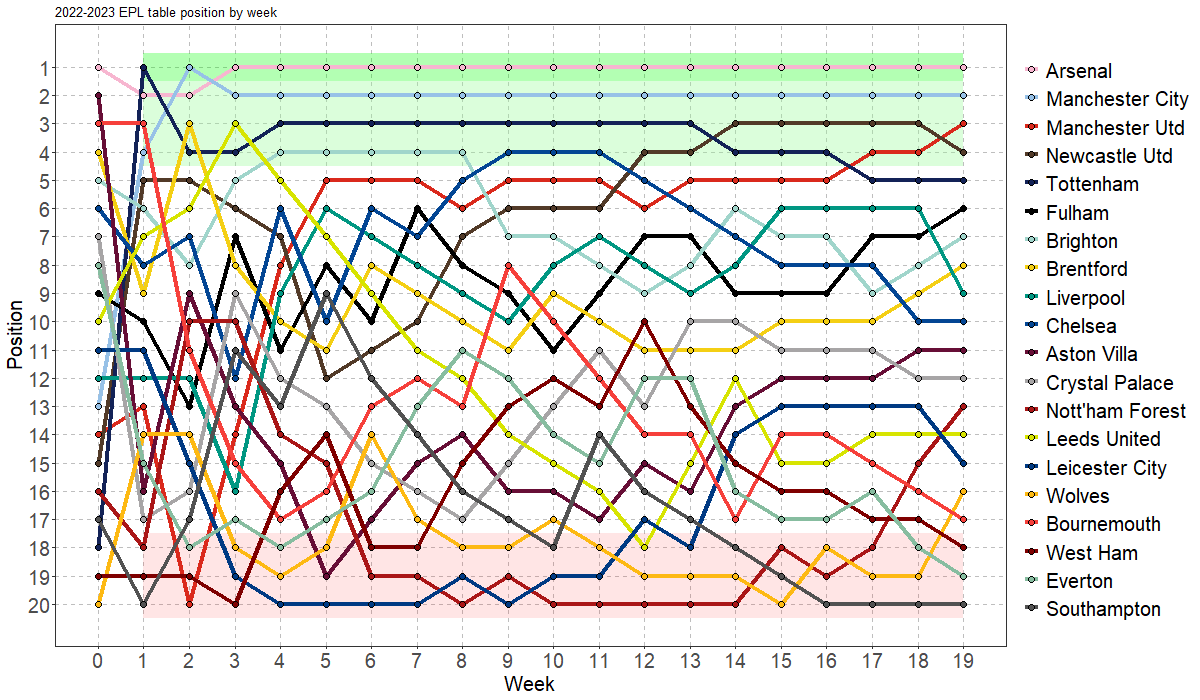 2022-2023 EPL table position by week
Position
1
2
3
4
5
6
7
8
9
10
11
12
13
14
15
16
17
18
19
20
0 1 2 3 4 5 6 7 8 9 10 11 12 13 14 15 16 17 18 19
Week
Arsenal
Manchester City
Manchester Utd
Newcastle Utd
Tottenham
Fulham
Brighton
Brentford
Liverpool
Chelsea
Aston Villa
Crystal Palace
Nott'ham Forest
Leeds United
Leicester City
Wolves
Bournemouth
West Ham
Everton
Southampton